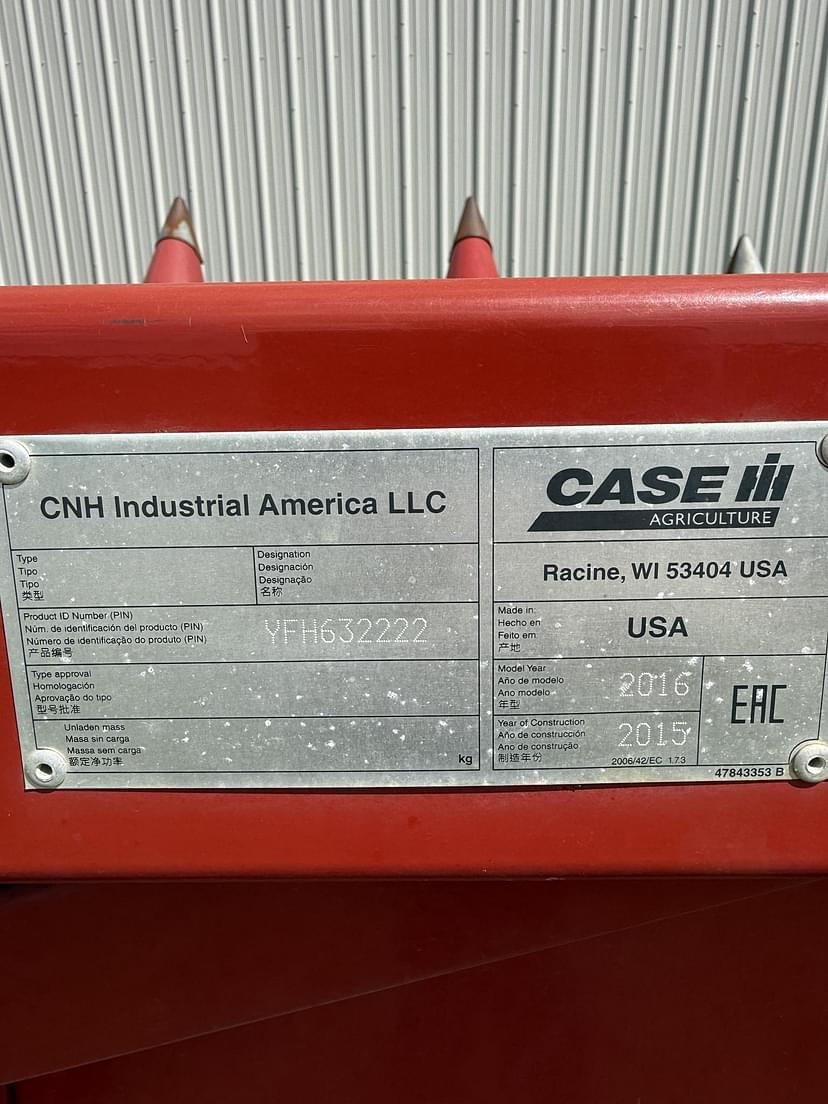 CNH Industrial America LLC
Type
Tipo
Tipo
类型
Designation
Designación
Designação
名称
Product ID Number (PIN)
Núm. de identificación del producto (PIN)
Número de identificação do produto (PIN)
产品编号
YFH632222
Type approval
Homologación
Aprovação do tipo
型号批准
Unladen mass
Masa sin carga
Massa sem carga
额定净功率
kg
CASE IH
AGRICULTURE
Racine, WI 53404 USA
Made in:
Hecho en
Feito em
产地
USA
Model Year
Año de modelo
Ano modelo
年型
2016
Year of Construction
Año de construcción
Ano de construção
制造年份
2015
2006/42/EC 1.7.3
EAC
47843353 B